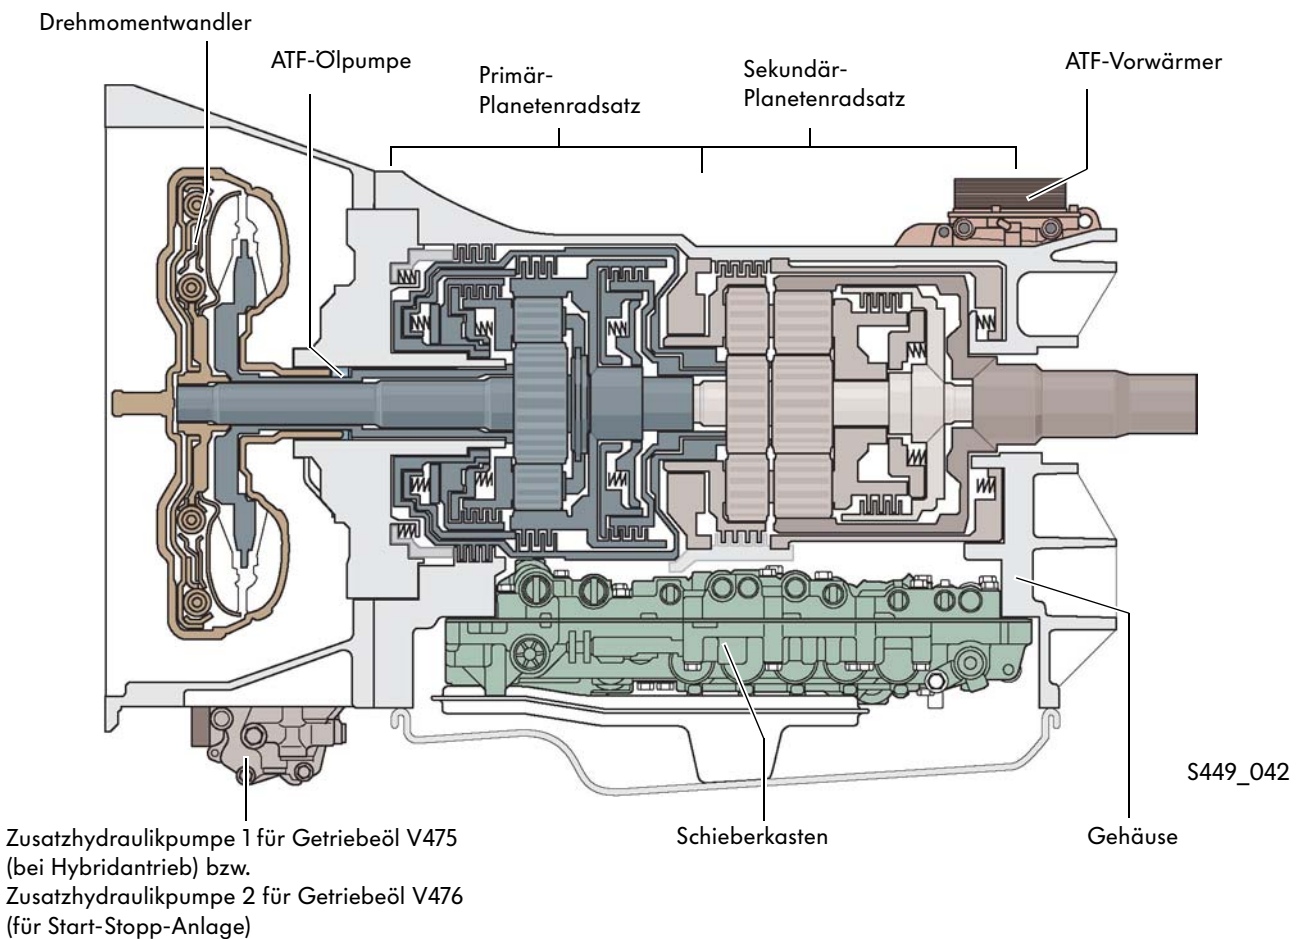 Drehmomentwandler
ATF-Ölpumpe
Primär-
Planetenradsatz
Sekundär-
Planetenradsatz
ATF-Vorwärmer
S449_042
Zusatzhydraulikpumpe 1 für Getriebeöl V475
(bei Hybridantrieb) bzw.
Zusatzhydraulikpumpe 2 für Getriebeöl V476
(für Start-Stopp-Anlage)
Schieberkasten
Gehäuse